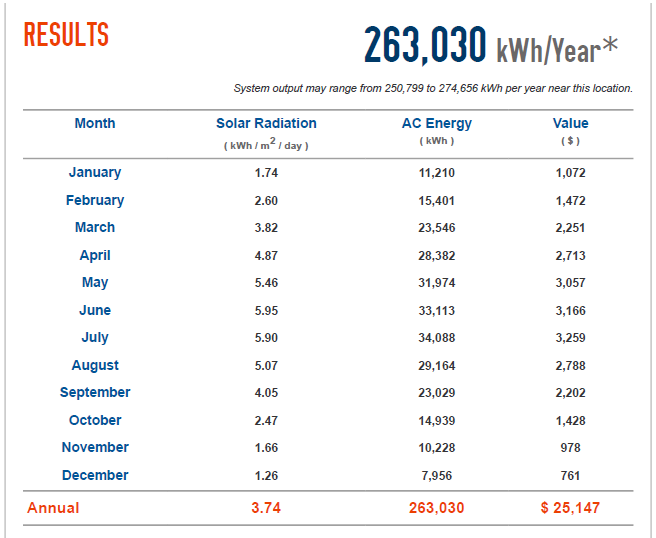 RESULTS
263,030 kWh/Year*
System output may range from 250,799 to 274,656 kWh per year near this location.
Month Solar Radiation AC Energy Value
( kWh / m2 / day ) ( kWh ) ( $ )
January 1.74 11,210 1,072
February 2.60 15,401 1,472
March 3.82 23,546 2,251
April 4.87 28,382 2,713
May 5.46 31,974 3,057
June 5.95 33,113 3,166
July 5.90 34,088 3,259
August 5.07 29,164 2,788
September 4.05 23,029 2,202
October 2.47 14,939 1,428
November 1.66 10,228 978
December 1.26 7,956 761
Annual 3.74 263,030 $ 25,147